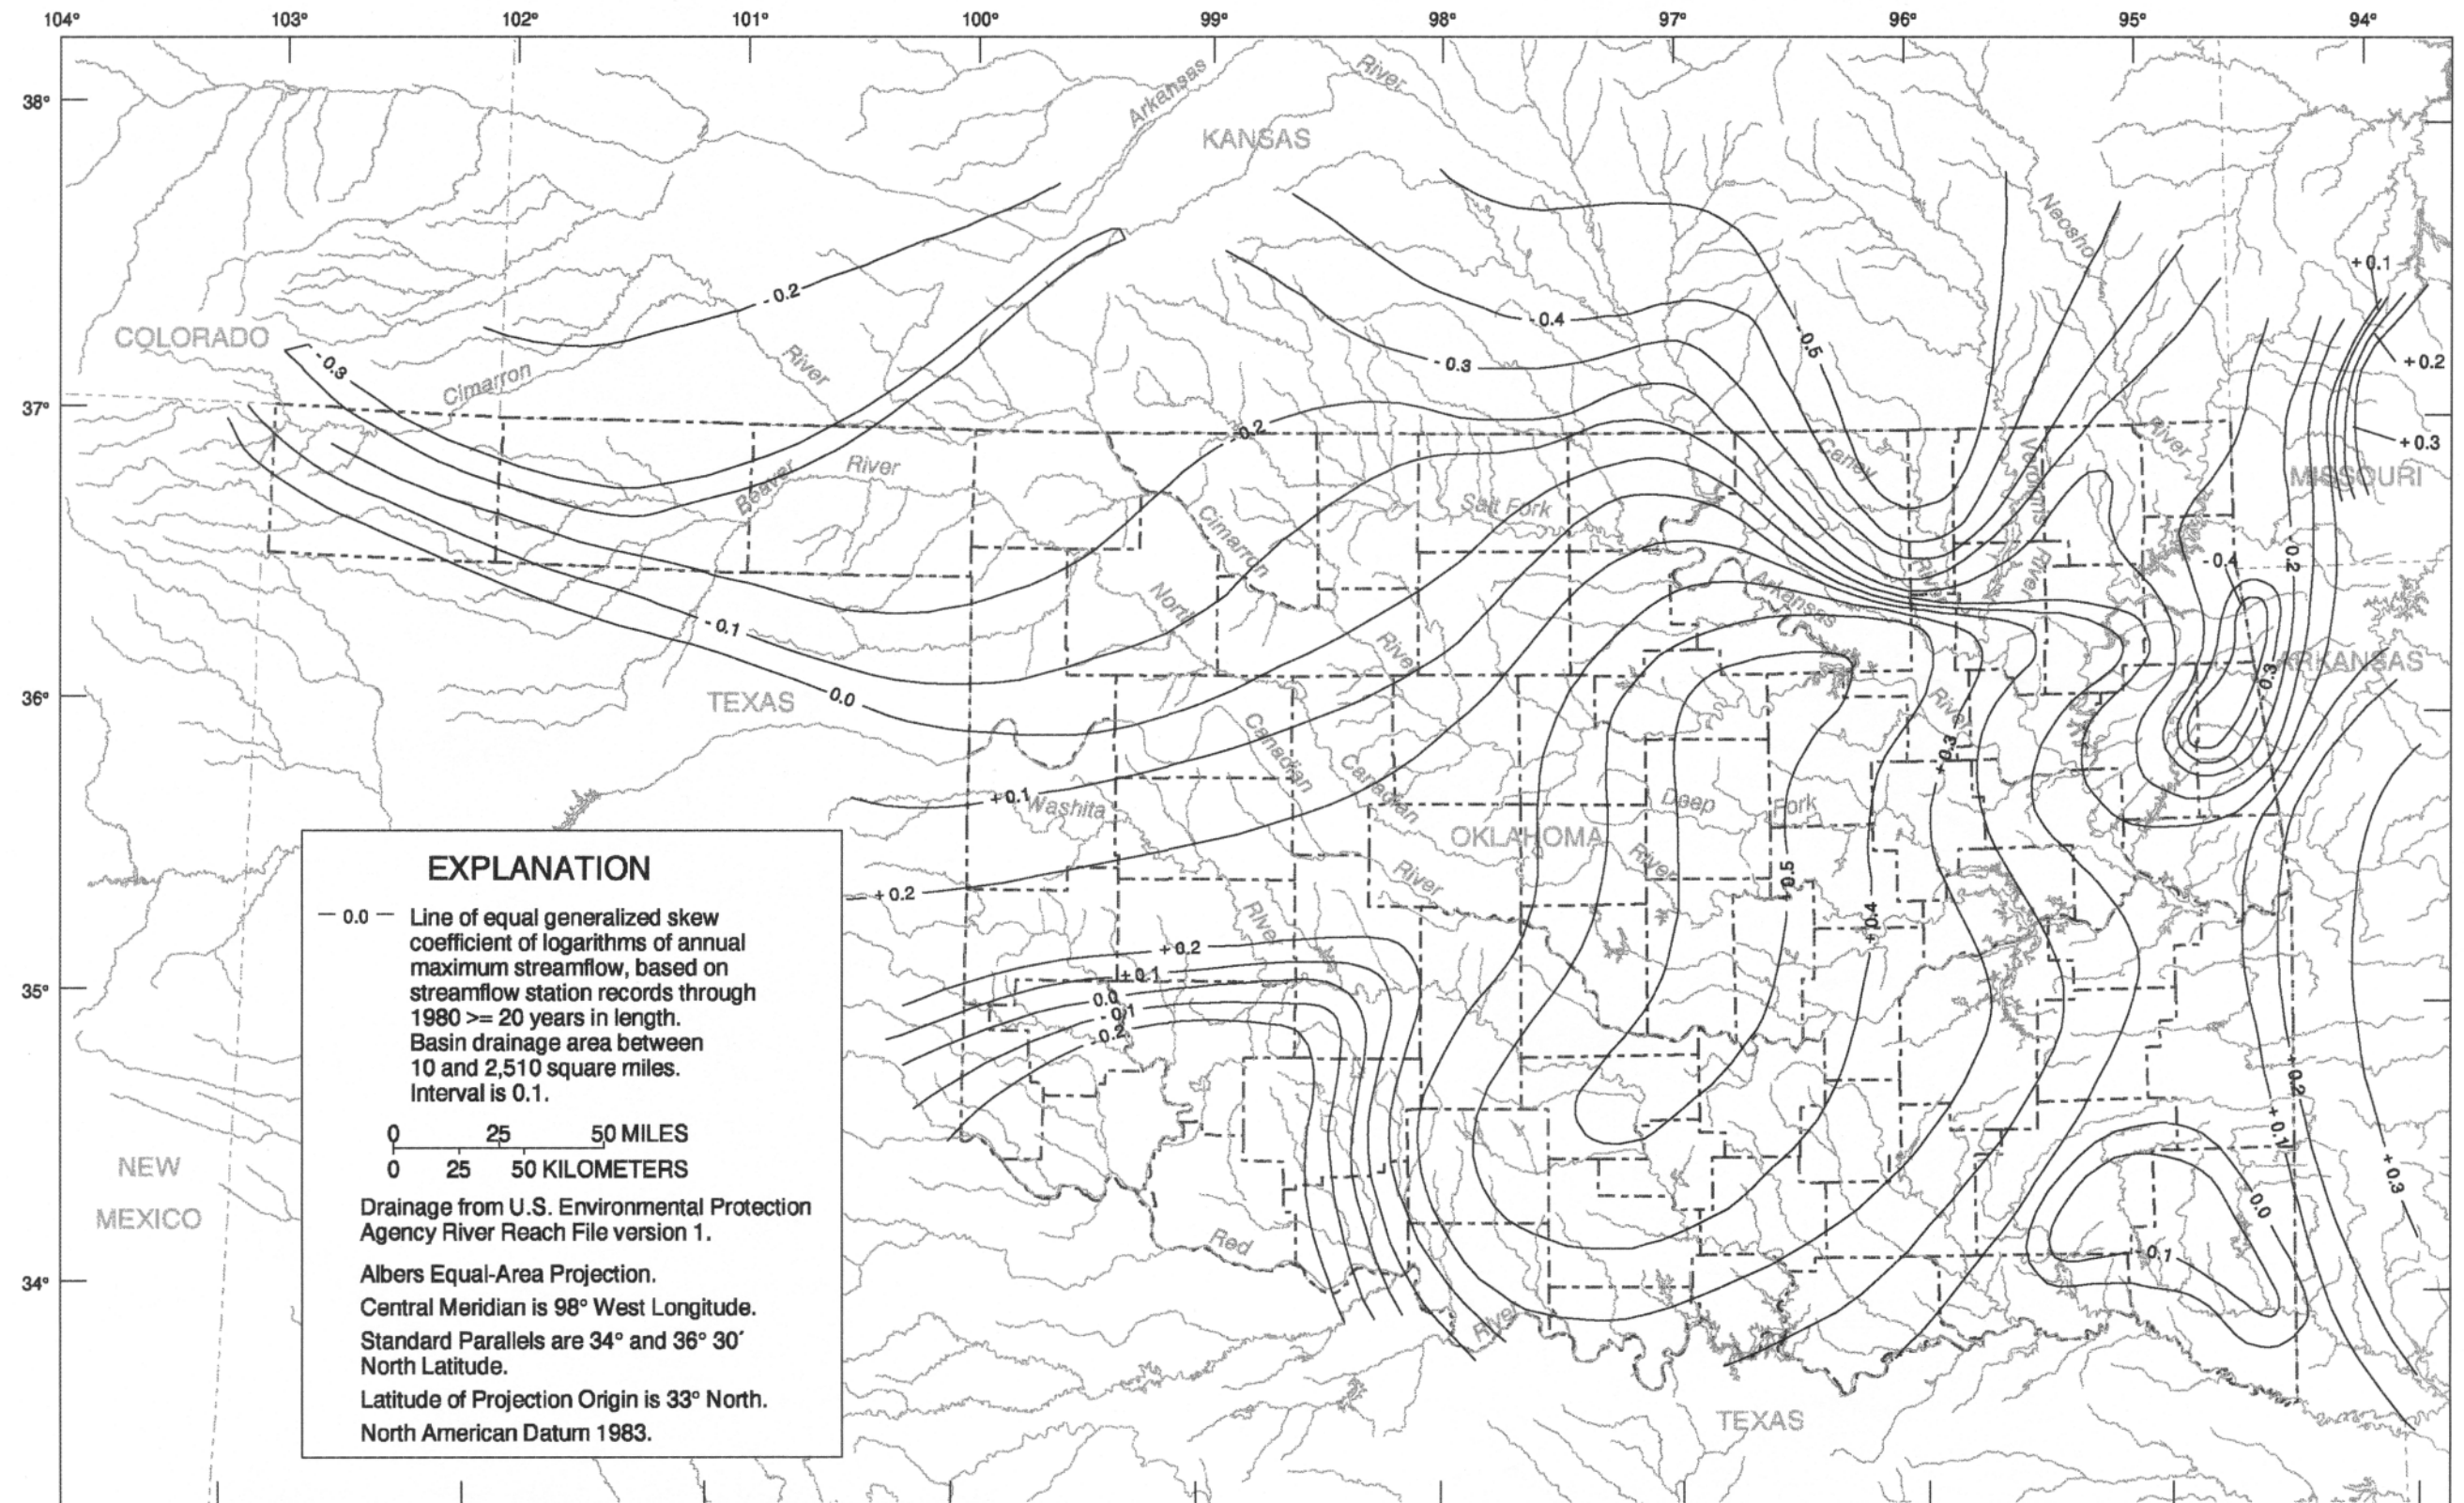 104° 103° 102° 101° 100° 99° 98° 97° 96° 95° 94°
38°
37°
36°
35°
34°
Arkansas
River
KANSAS
Neosho
+0.1
-0.2
COLORADO
-0.4
-0.5
-0.3
-0.3
+0.2
Cimarron
River
-0.2
+0.3
Caney
River
Verdigris
MISSOURI
River
Beaver
Salt Fork
Cimarron
-0.4
-0.2
River
River
Arkansas
North
-0.1
River
ARKANSAS
-0.3
TEXAS
0.0
River
Canadian
+0.3
Canadian
+0.1
Washita
Deep
Fork
OKLAHOMA
River
River
+0.5
+0.2
River
+0.4
+0.2
+0.1
0.0
-0.1
-0.2
+0.2
+0.1
+0.3
0.0
-0.1
Red
River
TEXAS
NEW
MEXICO
EXPLANATION
— 0.0 — Line of equal generalized skew
coefficient of logarithms of annual
maximum streamflow, based on
streamflow station records through
1980 >= 20 years in length.
Basin drainage area between
10 and 2,510 square miles.
Interval is 0.1.
0 25 50 MILES
0 25 50 KILOMETERS
Drainage from U.S. Environmental Protection
Agency River Reach File version 1.
Albers Equal-Area Projection.
Central Meridian is 98° West Longitude.
Standard Parallels are 34° and 36° 30´
North Latitude.
Latitude of Projection Origin is 33° North.
North American Datum 1983.